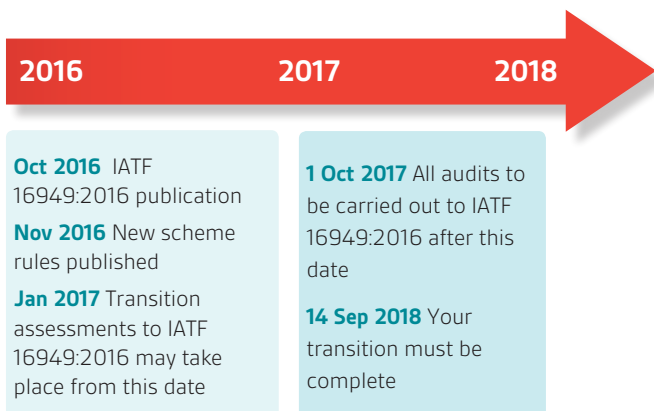 2016 2017 2018
Oct 2016 IATF
16949:2016 publication
Nov 2016 New scheme
rules published
Jan 2017 Transition
assessments to IATF
16949:2016 may take
place from this date
1 Oct 2017 All audits to
be carried out to IATF
16949:2016 after this
date
14 Sep 2018 Your
transition must be
complete